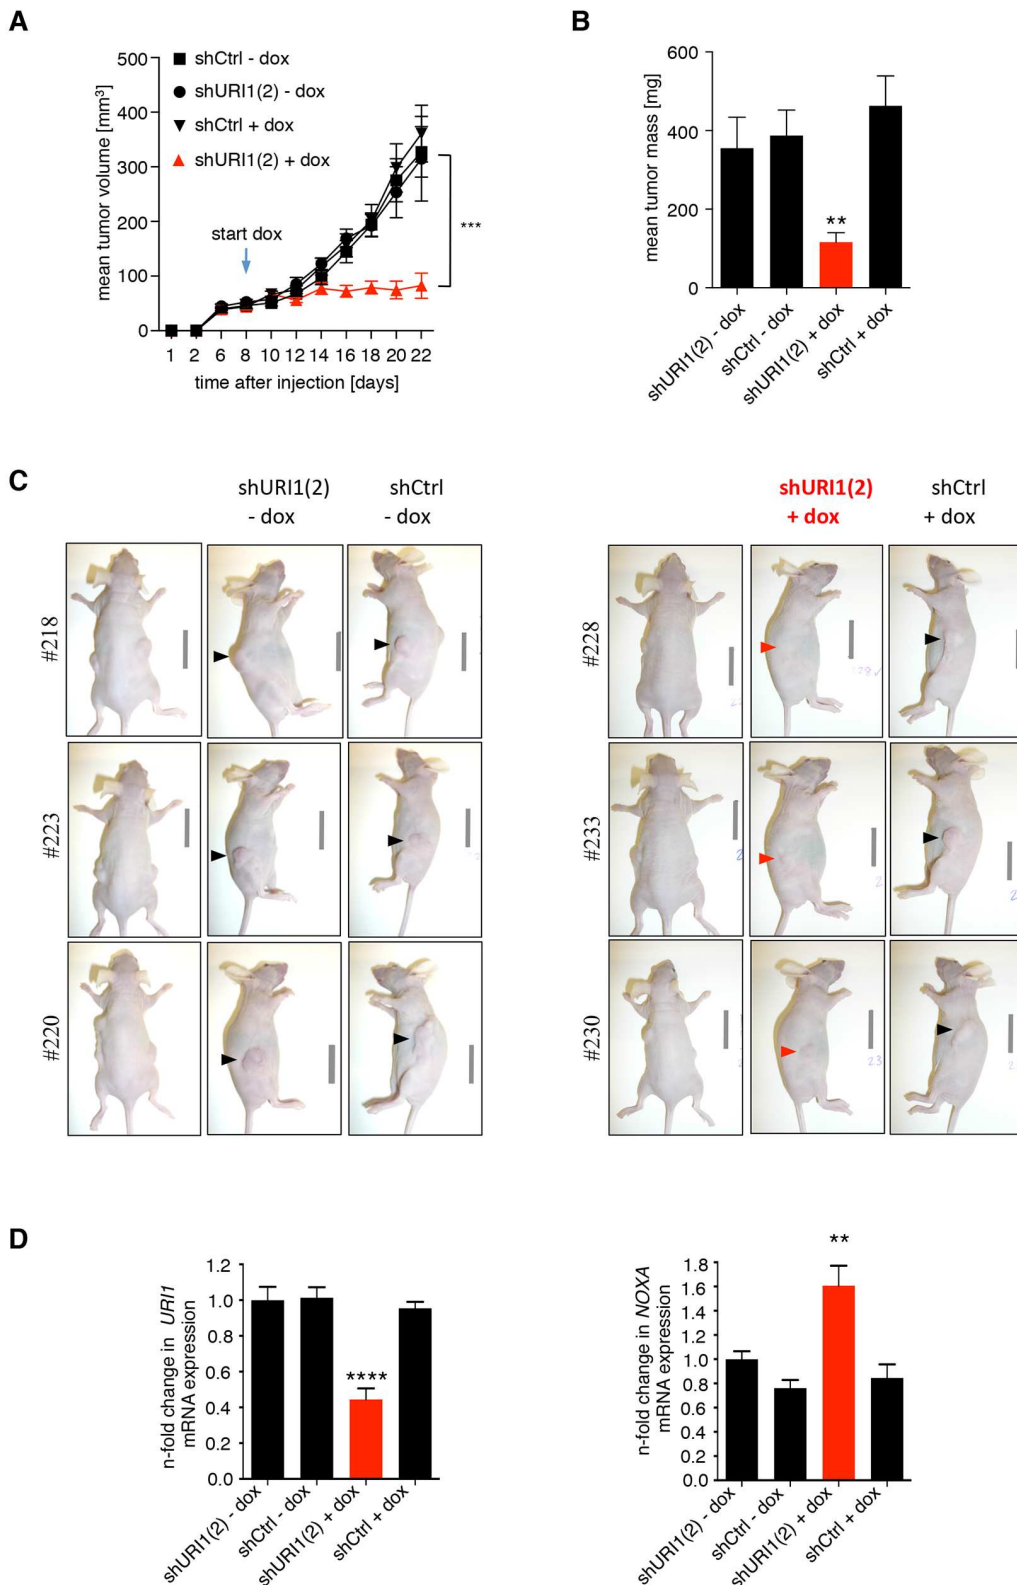 A
500
400
300
200
100
0
mean tumor volume [mm³]
shCtrl - dox
shURI1(2) - dox
shCtrl + dox
shURI1(2) + dox
start dox
***
1 2 6 8 10 12 14 16 18 20 22
time after injection [days]
B
600
400
200
0
mean tumor mass [mg]
**
shURI1(2) - dox
shCtrl - dox
shURI1(2) + dox
shCtrl + dox
C
shURI1(2)
- dox
shCtrl
- dox
shURI1(2)
+ dox
shCtrl
+ dox
#218
#223
#220
#228
#233
#230
23
D
1.2
1.0
0.8
0.6
0.4
0.2
0.0
n-fold change in URI1
mRNA expression
****
shURI1(2) - dox
shCtrl - dox
shURI1(2) + dox
shCtrl + dox
1.8
1.6
1.4
1.2
1.0
0.8
0.6
0.4
0.2
0.0
n-fold change in NOXA
mRNA expression
**
shURI1(2) - dox
shCtrl - dox
shURI1(2) + dox
shCtrl + dox